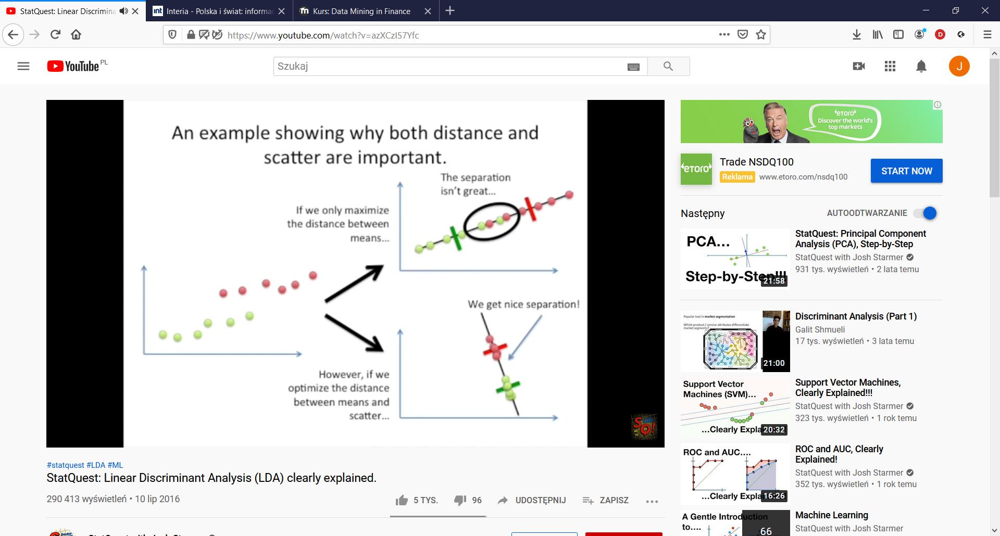 StatQuest: Linear Discrimina
Interia - Polska i świat: informac
Kurs: Data Mining in Finance
https://www.youtube.com/watch?v=azXCzI57Yfc
YouTube PL
Szukaj
J
An example showing why both distance and
scatter are important.
The separation
isn't great...
If we only maximize
the distance between
means...
We get nice separation!
However, if we
optimize the distance
between means and
scatter...
SQ!
#statquest #LDA #ML
StatQuest: Linear Discriminant Analysis (LDA) clearly explained.
290 413 wyświetleń • 10 lip 2016
5 TYS.
96
UDOSTĘPNIJ
ZAPISZ
eTORO
Discover the world's
top markets
eTORO
Trade NSDQ100
Reklama www.etoro.com/nsdq100
START NOW
Następny
AUTOODTWARZANIE
PCA...
Step-by-Step!!!
21:58
StatQuest: Principal Component
Analysis (PCA), Step-by-Step
StatQuest with Josh Starmer
931 tys. wyświetleń • 2 lata temu
Popular tool in market segmentation
Which product / service attributes differentiate
market segments?
21:00
Discriminant Analysis (Part 1)
Galit Shmueli
17 tys. wyświetleń • 3 lata temu
Support Vector
Machines (SVM)...
...Clearly Expla
20:32
Support Vector Machines,
Clearly Explained!!!
StatQuest with Josh Starmer
323 tys. wyświetleń • 1 rok temu
ROC and AUC....
...Clearly Expla
16:26
ROC and AUC, Clearly
Explained!
StatQuest with Josh Starmer
352 tys. wyświetleń • 1 rok temu
A Gentle Introduction
to....
66
Machine Learning
StatQuest with Josh Starmer